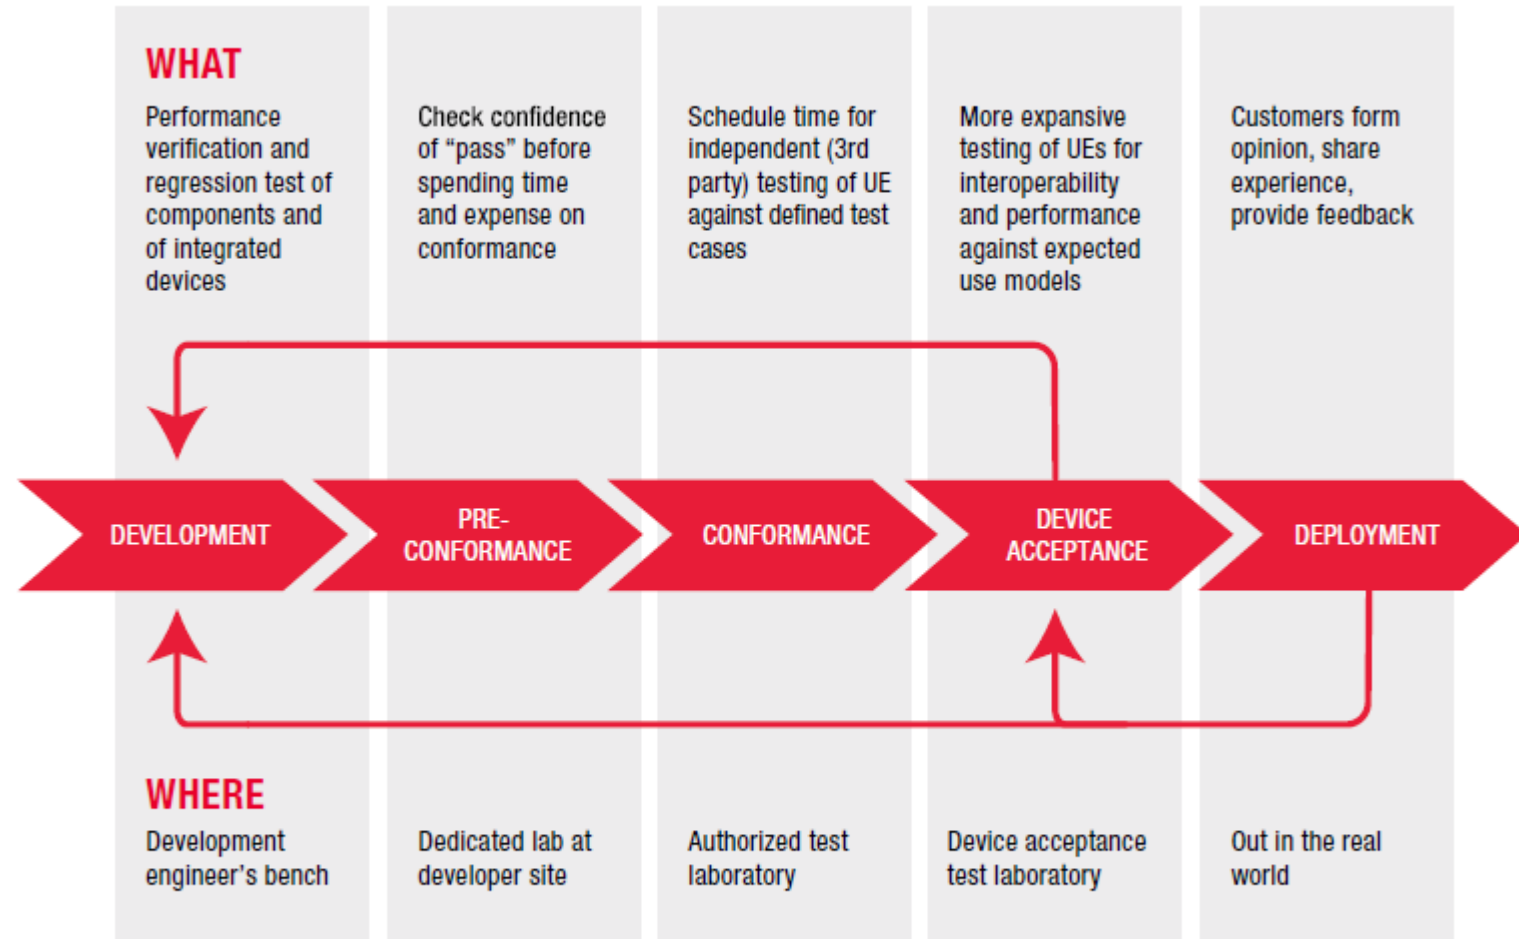 WHAT
Performance
verification and
regression test of
components and
of integrated
devices
Check confidence
of “pass” before
spending time
and expense on
conformance
Schedule time for
independent (3rd
party) testing of UE
against defined test
cases
More expansive
testing of UEs for
interoperability
and performance
against expected
use models
Customers form
opinion, share
experience,
provide feedback
DEVELOPMENT
PRE-
CONFORMANCE
CONFORMANCE
DEVICE
ACCEPTANCE
DEPLOYMENT
WHERE
Development
engineer’s bench
Dedicated lab at
developer site
Authorized test
laboratory
Device acceptance
test laboratory
Out in the real
world